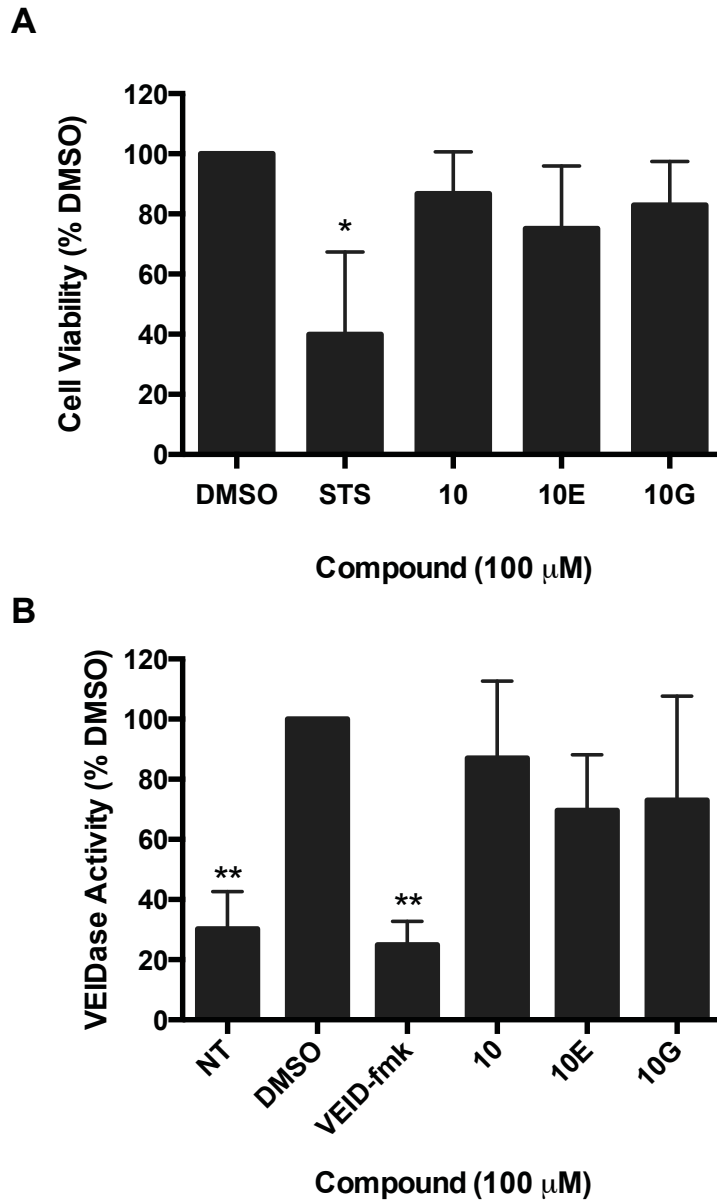 A
Cell Viability (% DMSO)
120
100
80
60
40
20
0
*
DMSO STS 10 10E 10G
Compound (100 μM)
B
VEIDase Activity (% DMSO)
120
100
80
60
40
20
0
**
**
NT DMSO VEID-fmk 10 10E 10G
Compound (100 μM)